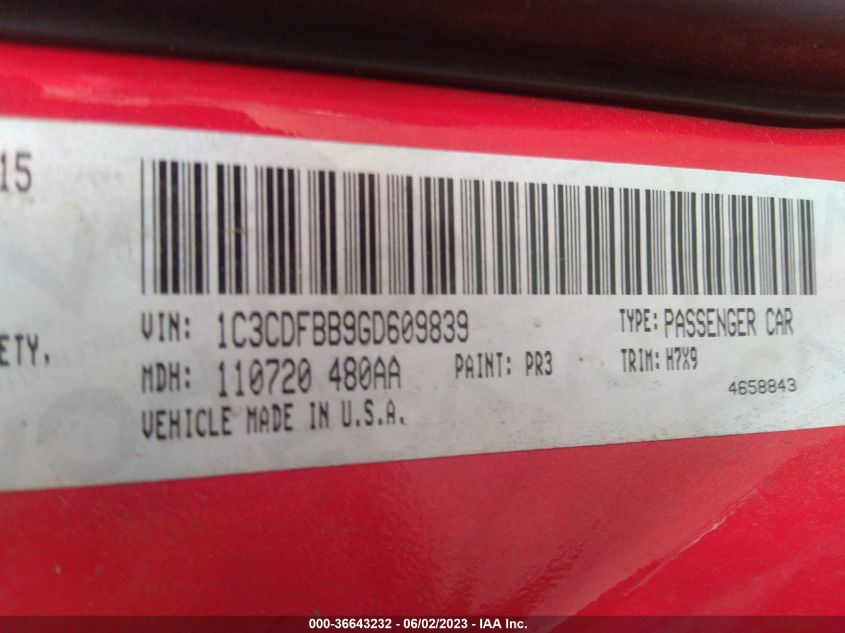 15
VIN: 1C3CDFBB9GD609839 TYPE: PASSENGER CAR
ETY.
MDH: 110720 480AA PAINT: PR3 TRIM: H7X9
4658843
VEHICLE MADE IN U.S.A.
000-36643232 - 06/02/2023 - IAA Inc.